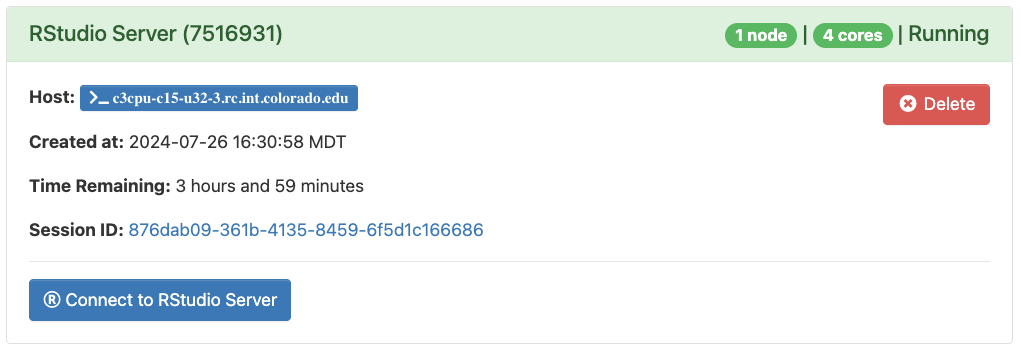 RStudio Server (7516931) 1 node | 4 cores | Running
Host: >_ c3cpu-c15-u32-3.rc.int.colorado.edu
Delete
Created at: 2024-07-26 16:30:58 MDT
Time Remaining: 3 hours and 59 minutes
Session ID: 876dab09-361b-4135-8459-6f5d1c166686
® Connect to RStudio Server